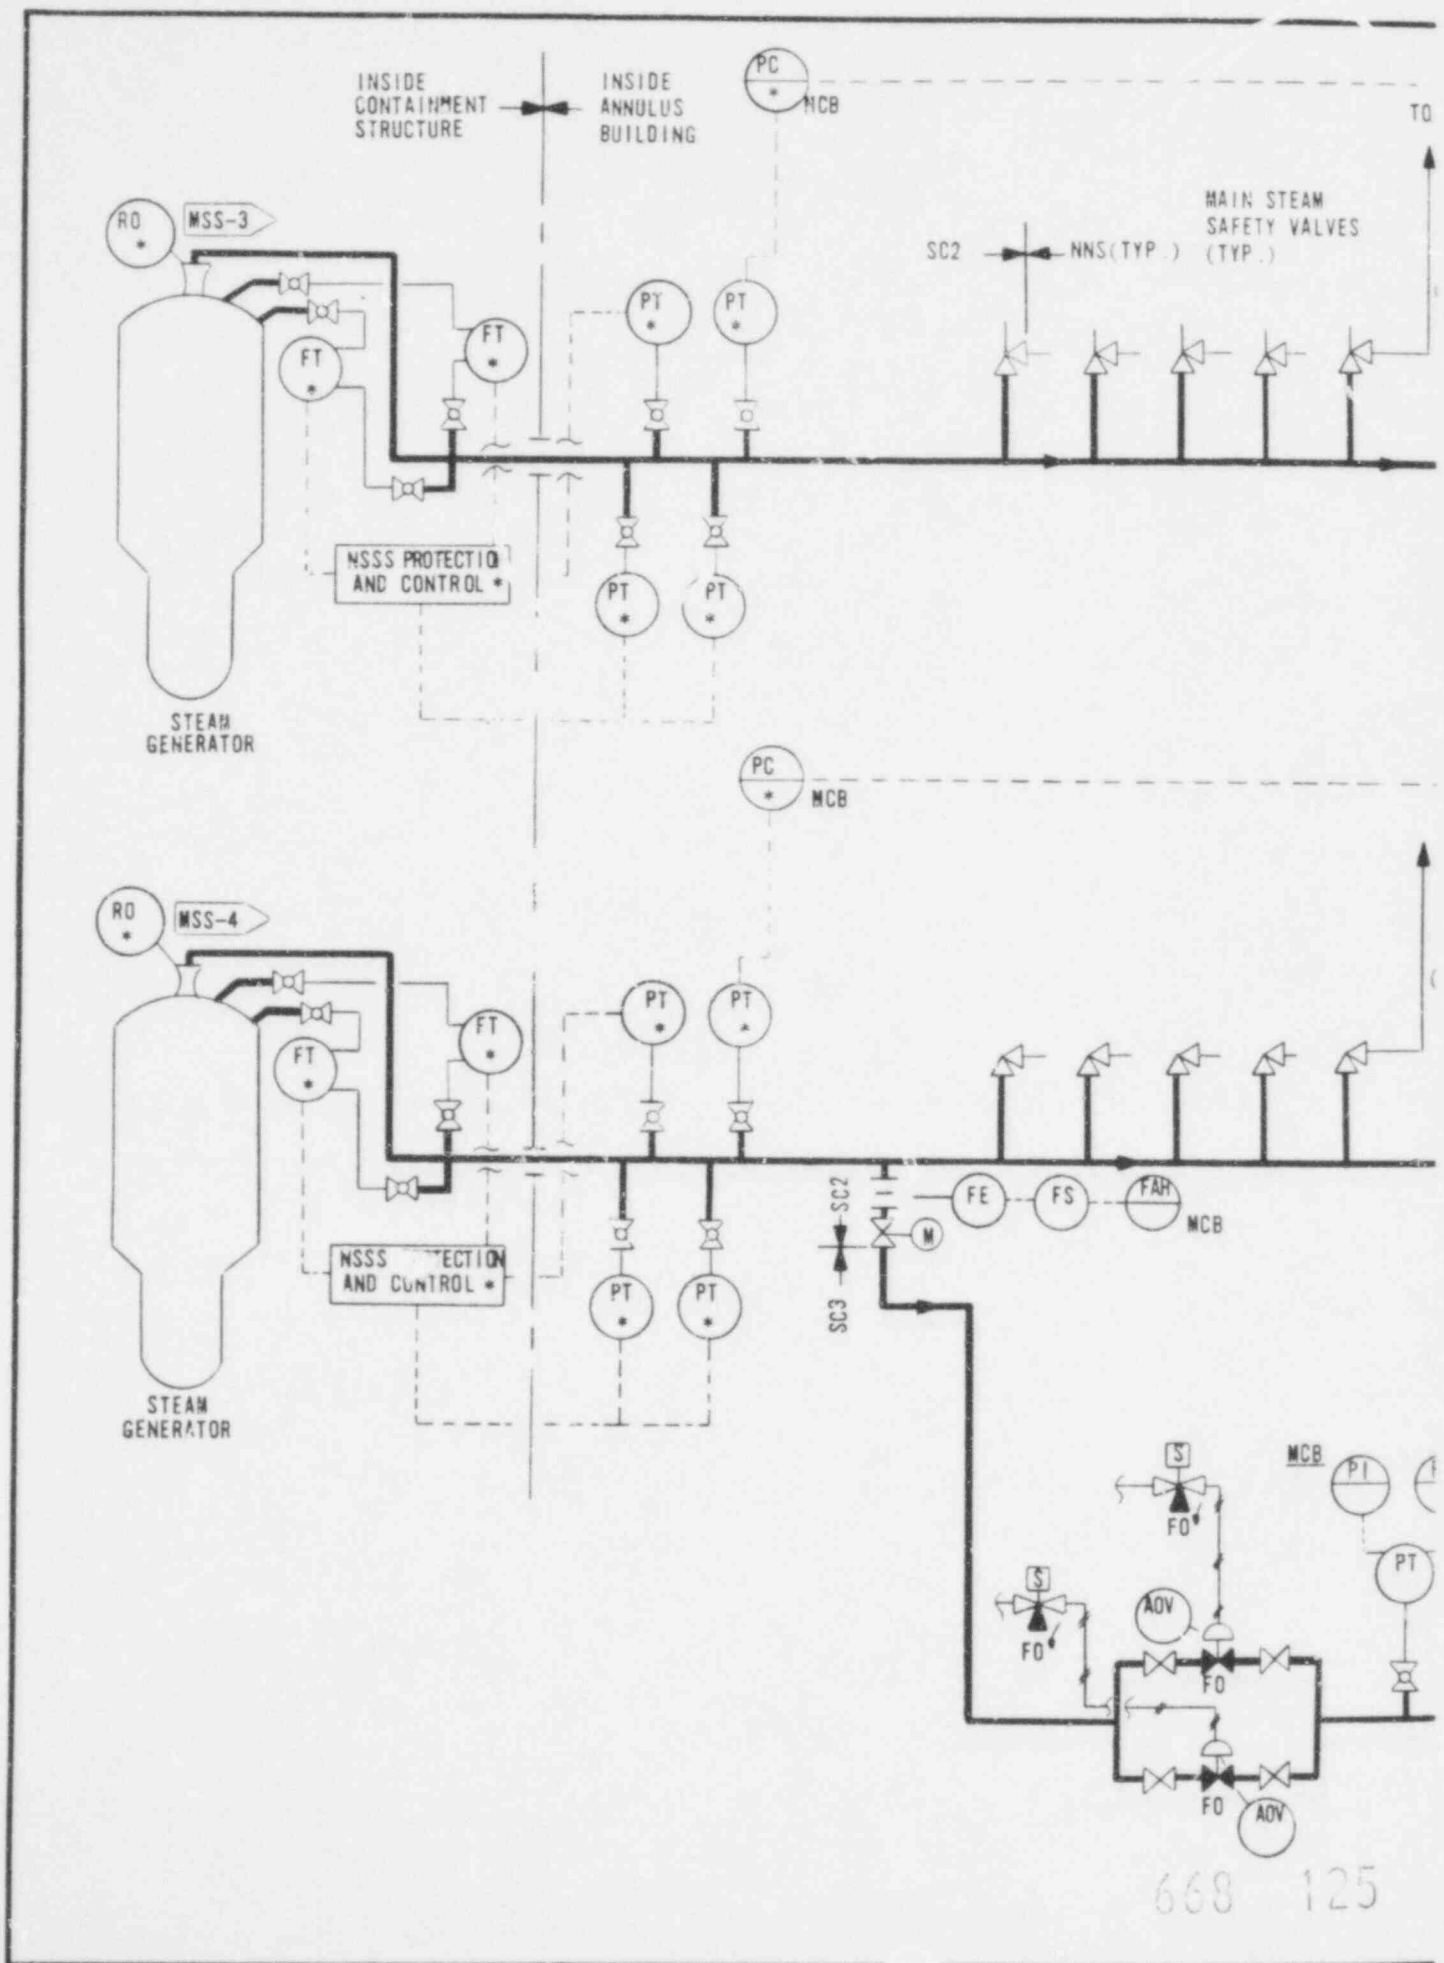 INSIDE
CONTAINMENT
STRUCTURE
INSIDE
ANNULUS
BUILDING
PC
*
MCB
TO
RO
*
MSS-3
MAIN STEAM
SAFETY VALVES
(TYP.)
SC2
NNS(TYP.)
PT
*
PT
*
FT
*
FT
*
NSSS PROTECTIO
AND CONTROL *
PT
*
PT
*
STEAM
GENERATOR
PC
*
MCB
RO
*
MSS-4
PT
*
PT
*
FT
*
FT
*
SC2
FE
FS
FAH
MCB
M
SC3
NSSS TECTION
AND CONTROL *
PT
*
PT
*
STEAM
GENERATOR
S
FO
MCB
PI
PT
S
FO
AOV
FO
FO
AOV
668 125